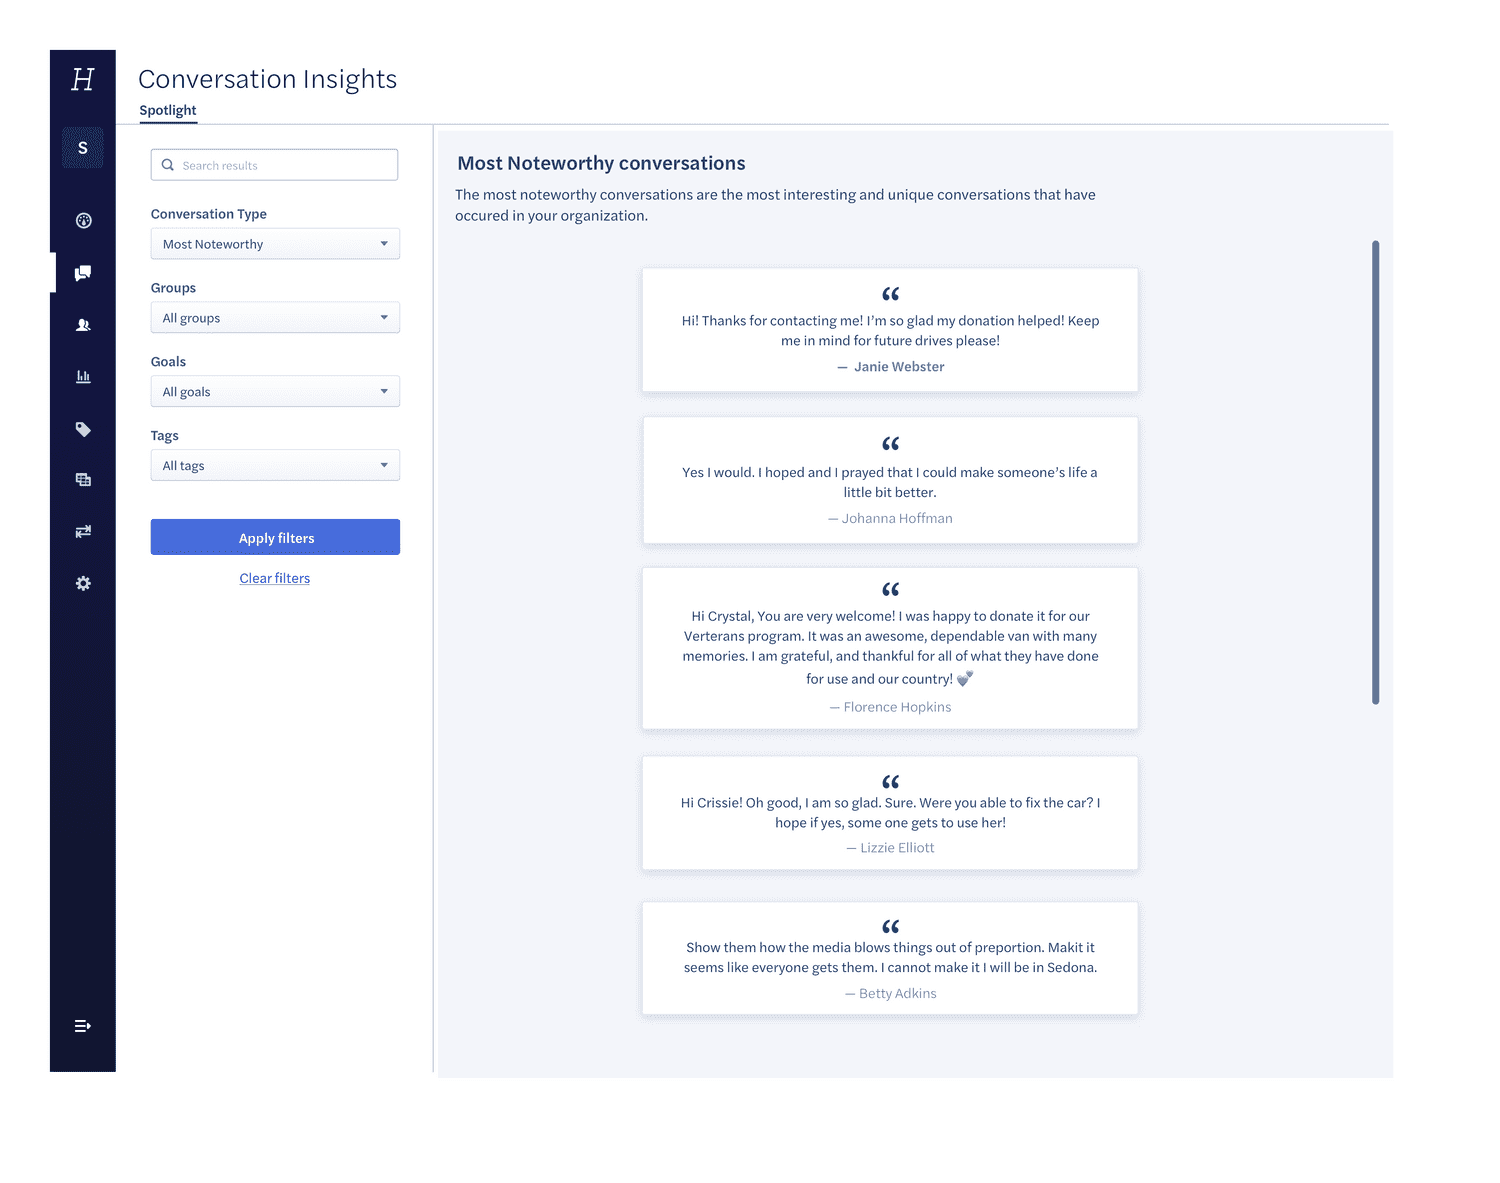 H
Conversation Insights
Spotlight
S
Search results
Conversation Type
Most Noteworthy
Groups
All groups
Goals
All goals
Tags
All tags
Apply filters
Clear filters
Most Noteworthy conversations
The most noteworthy conversations are the most interesting and unique conversations that have
occured in your organization.
“
Hi! Thanks for contacting me! I’m so glad my donation helped! Keep
me in mind for future drives please!
— Janie Webster
“
Yes I would. I hoped and I prayed that I could make someone’s life a
little bit better.
— Johanna Hoffman
“
Hi Crystal, You are very welcome! I was happy to donate it for our
Verterans program. It was an awesome, dependable van with many
memories. I am grateful, and thankful for all of what they have done
for use and our country! 💕
— Florence Hopkins
“
Hi Crissie! Oh good, I am so glad. Sure. Were you able to fix the car? I
hope if yes, some one gets to use her!
— Lizzie Elliott
“
Show them how the media blows things out of preportion. Makit it
seems like everyone gets them. I cannot make it I will be in Sedona.
— Betty Adkins